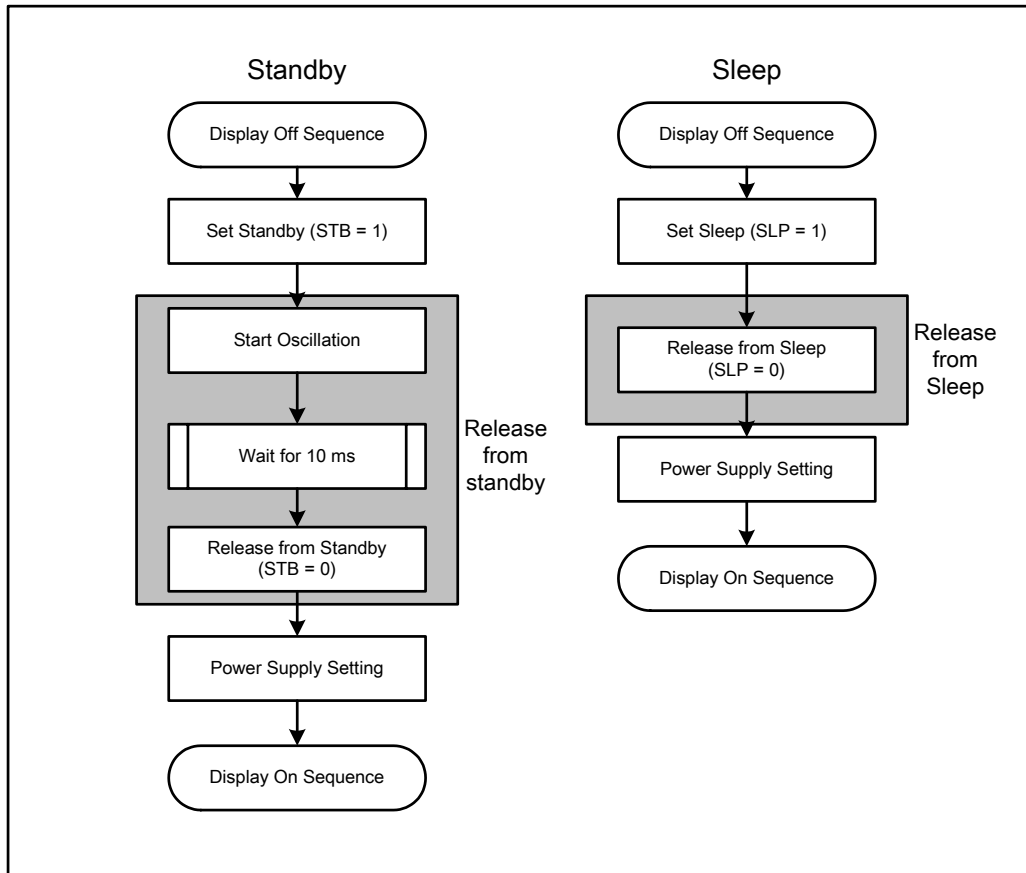 Standby
Display Off Sequence
Set Standby (STB = 1)
Start Oscillation
Wait for 10 ms
Release from Standby
(STB = 0)
Release
from
standby
Power Supply Setting
Display On Sequence
Sleep
Display Off Sequence
Set Sleep (SLP = 1)
Release from Sleep
(SLP = 0)
Release
from
Sleep
Power Supply Setting
Display On Sequence